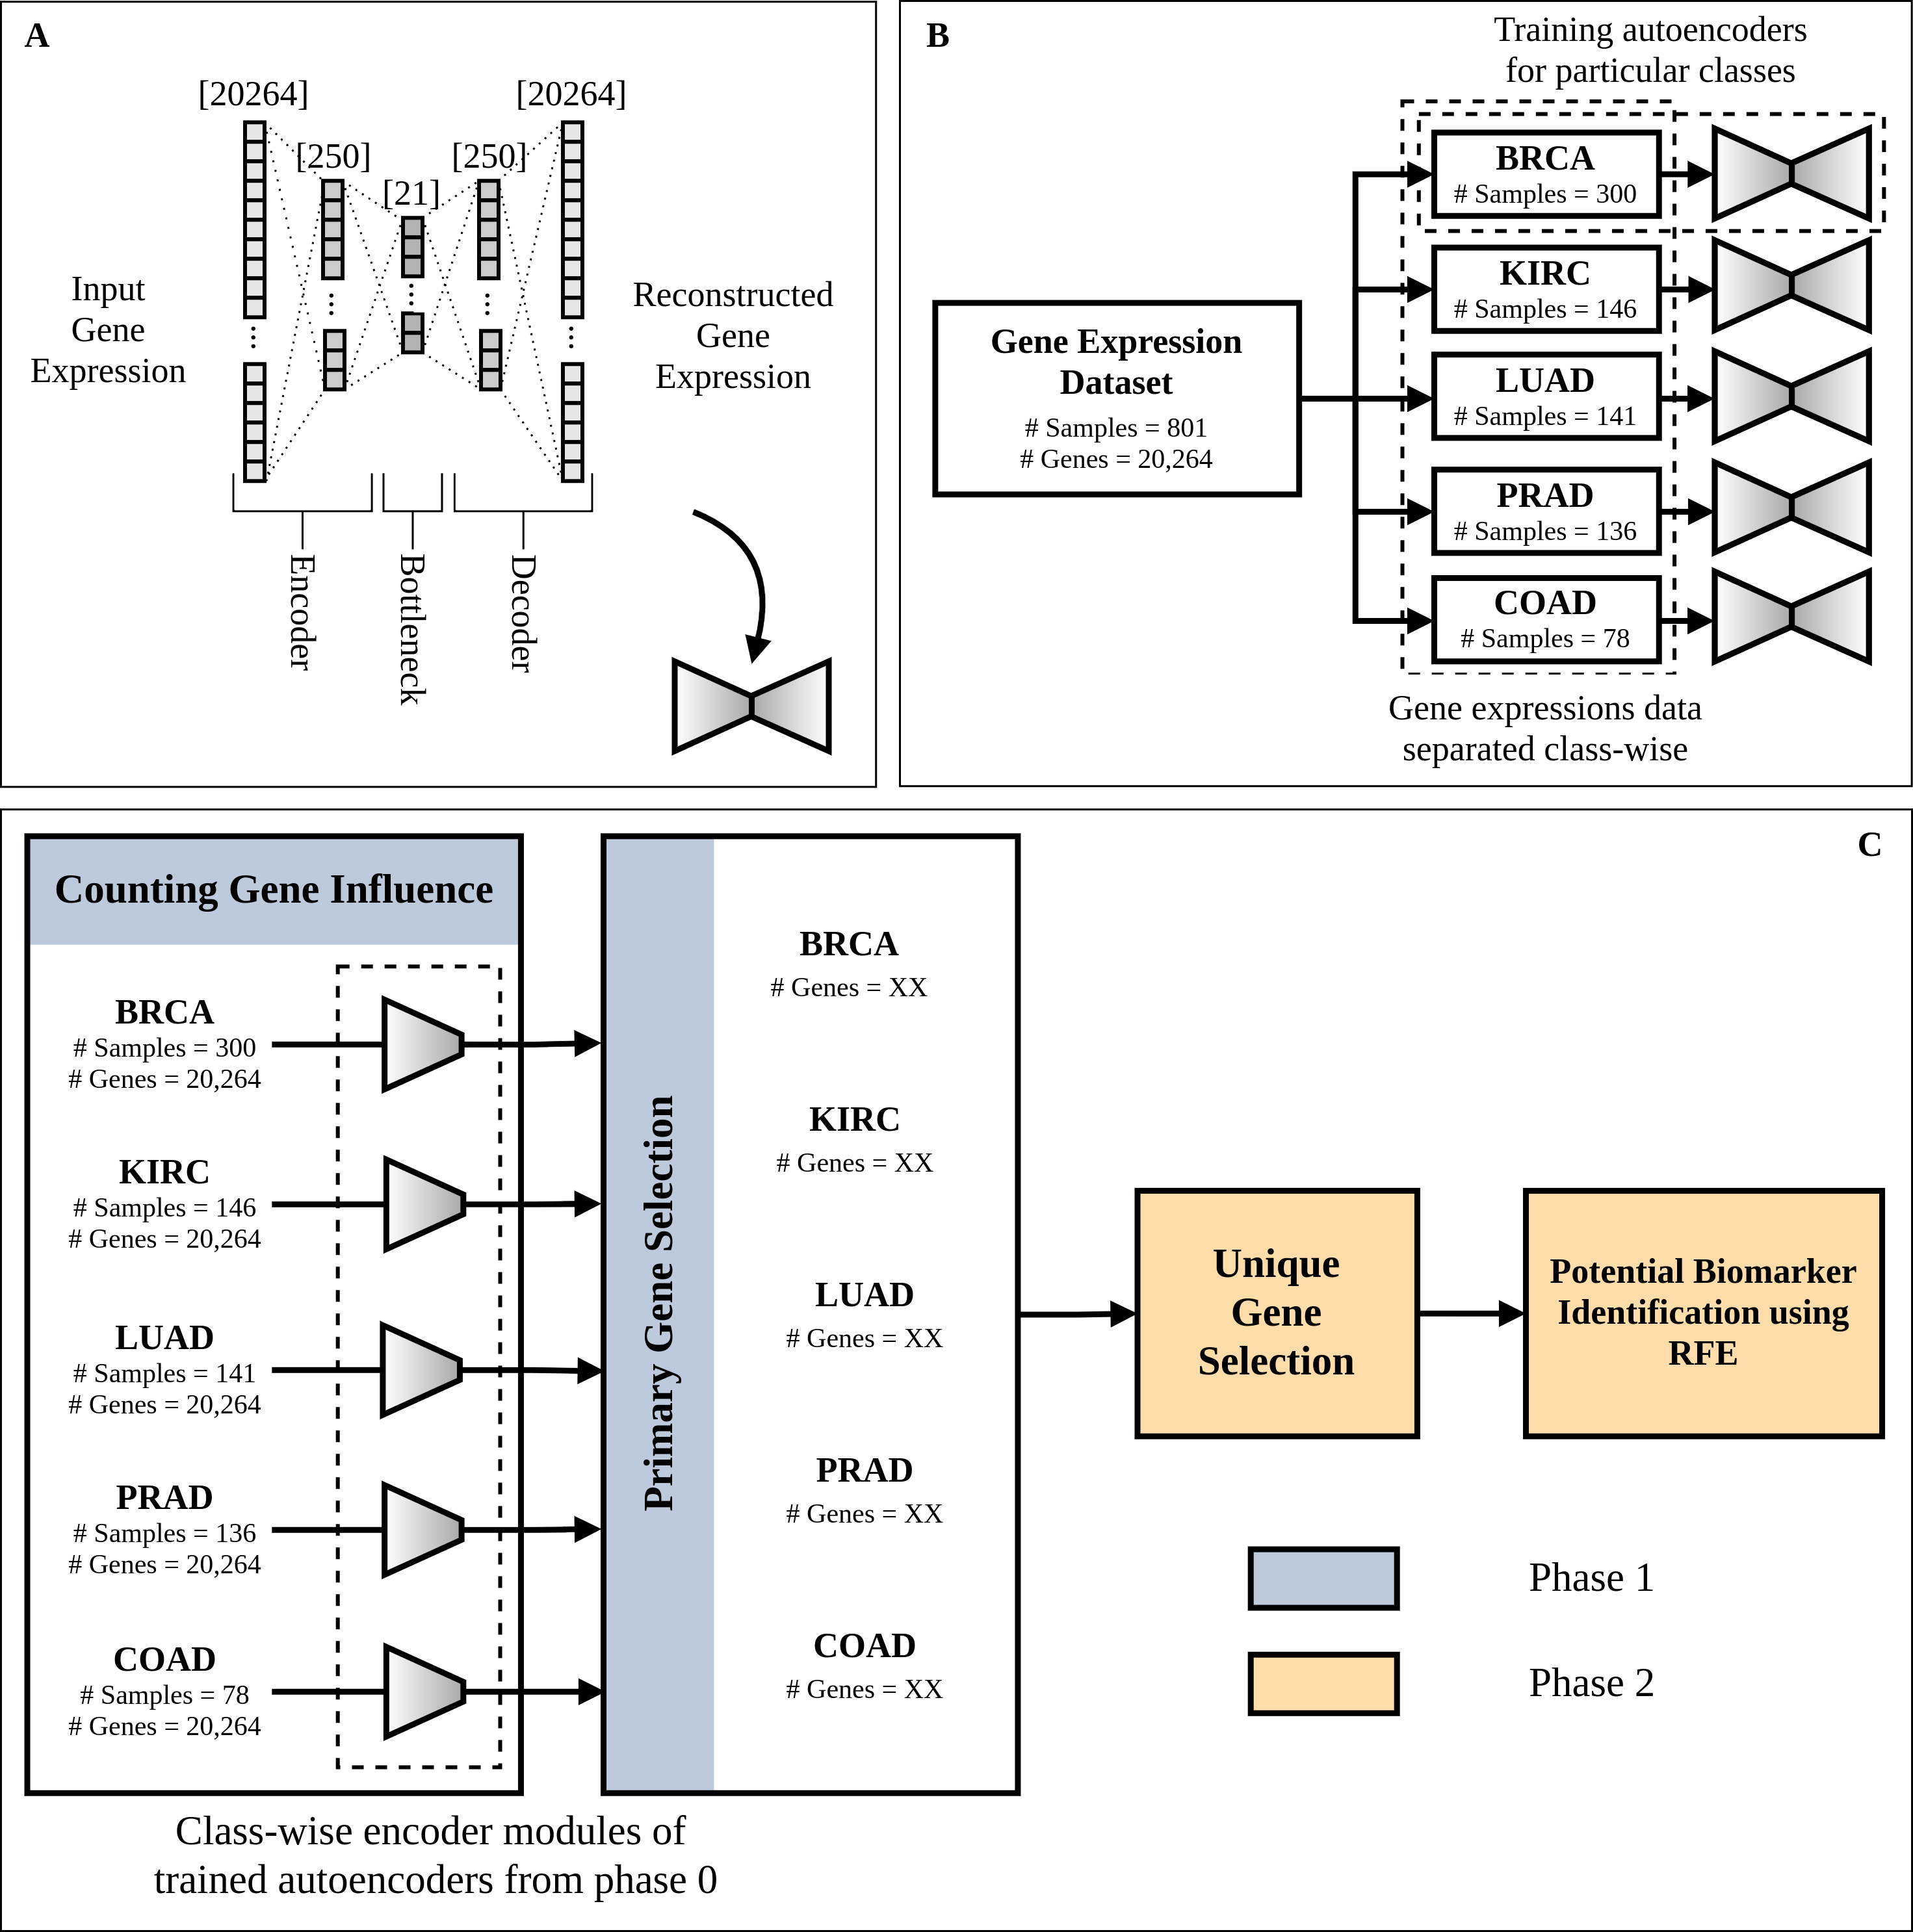 A
[20264]
[20264]
[250]
[250]
[21]
Input
Gene
Expression
Reconstructed
Gene
Expression
Encoder
Bottleneck
Decoder
B
Training autoencoders
for particular classes
Gene Expression
Dataset
# Samples = 801
# Genes = 20,264
BRCA
# Samples = 300
KIRC
# Samples = 146
LUAD
# Samples = 141
PRAD
# Samples = 136
COAD
# Samples = 78
Gene expressions data
separated class-wise
C
Counting Gene Influence
BRCA
# Samples = 300
# Genes = 20,264
KIRC
# Samples = 146
# Genes = 20,264
LUAD
# Samples = 141
# Genes = 20,264
PRAD
# Samples = 136
# Genes = 20,264
COAD
# Samples = 78
# Genes = 20,264
Class-wise encoder modules of
trained autoencoders from phase 0
Primary Gene Selection
BRCA
# Genes = XX
KIRC
# Genes = XX
LUAD
# Genes = XX
PRAD
# Genes = XX
COAD
# Genes = XX
Unique
Gene
Selection
Potential Biomarker
Identification using
RFE
Phase 1
Phase 2